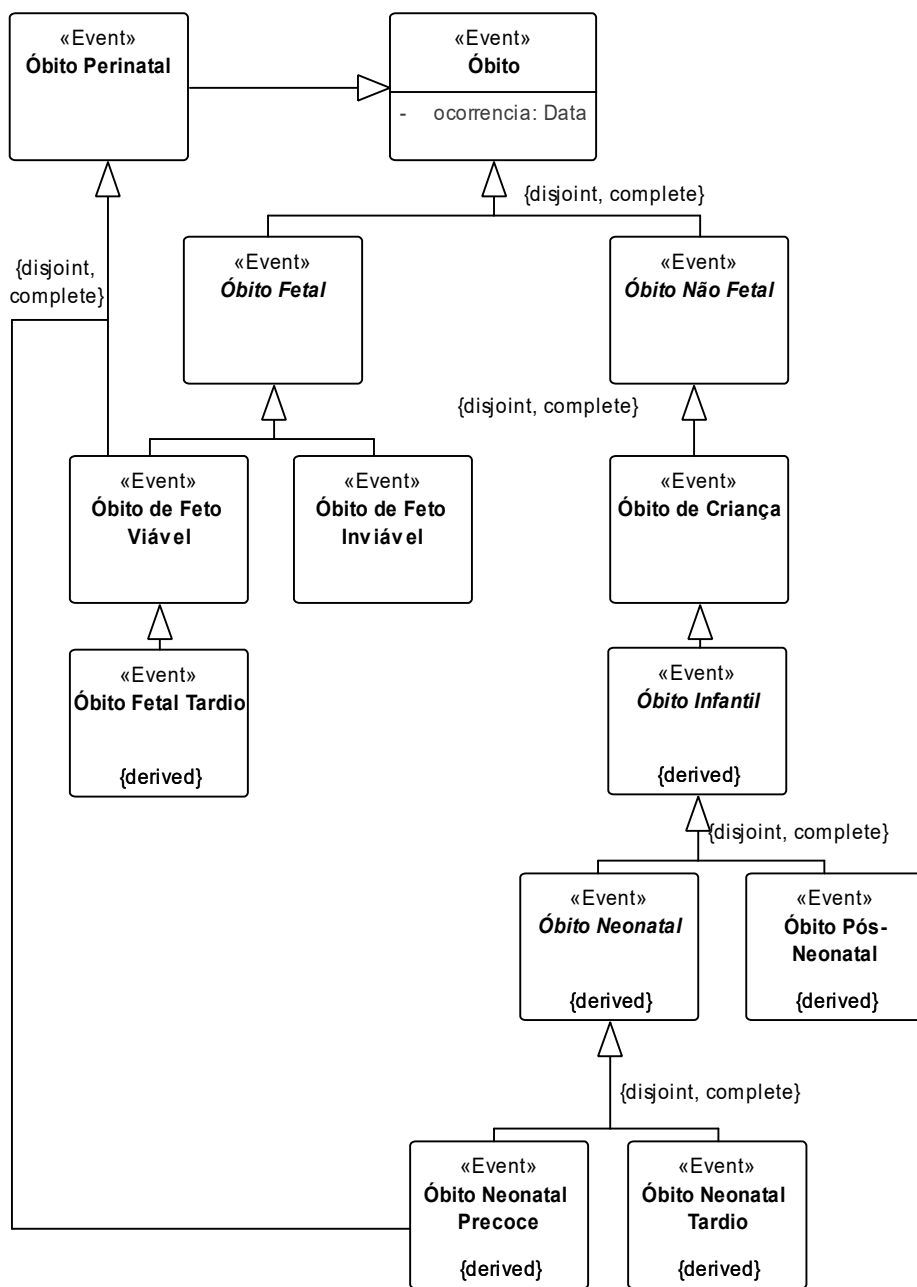 «Event»
Óbito Perinatal
«Event»
Óbito
- ocorrencia: Data
{disjoint, complete}
{disjoint,
complete}
«Event»
Óbito Fetal
«Event»
Óbito Não Fetal
{disjoint, complete}
«Event»
Óbito de Feto
Viável
«Event»
Óbito de Feto
Inviável
«Event»
Óbito de Criança
«Event»
Óbito Fetal Tardio
{derived}
«Event»
Óbito Infantil
{derived}
{disjoint, complete}
«Event»
Óbito Neonatal
{derived}
«Event»
Óbito Pós-
Neonatal
{derived}
{disjoint, complete}
«Event»
Óbito Neonatal
Precoce
{derived}
«Event»
Óbito Neonatal
Tardio
{derived}